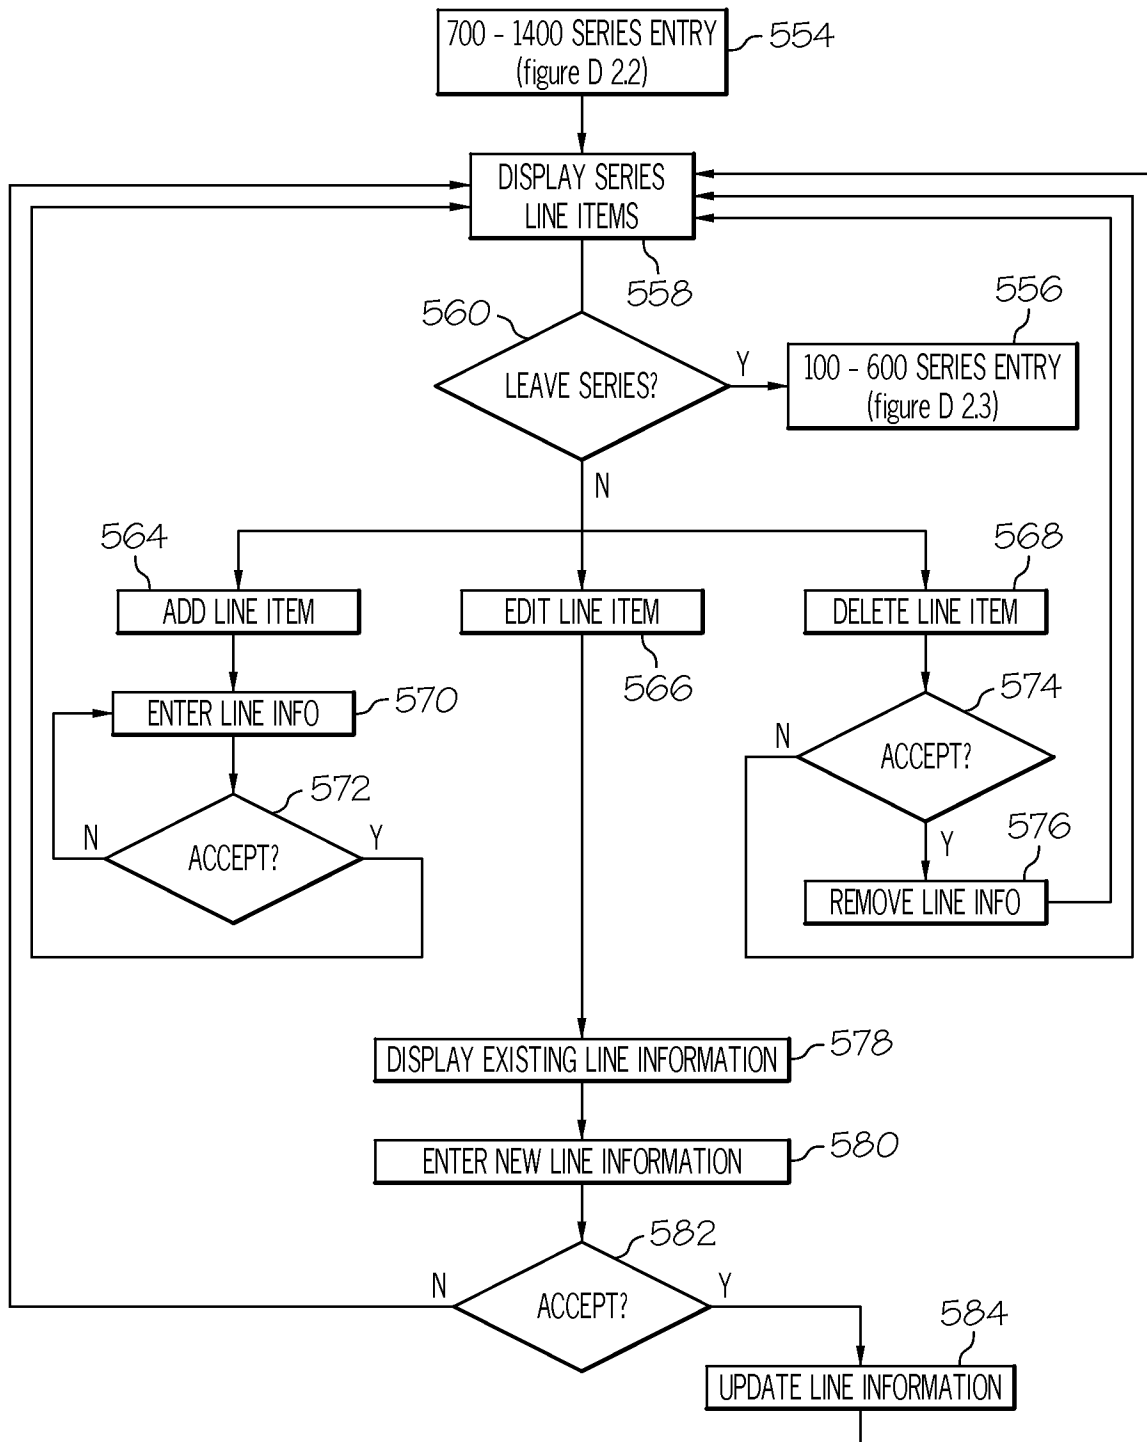 700 - 1400 SERIES ENTRY
(figure D 2.2)
554
DISPLAY SERIES
LINE ITEMS
558
560
LEAVE SERIES?
Y
556
100 - 600 SERIES ENTRY
(figure D 2.3)
N
564
ADD LINE ITEM
EDIT LINE ITEM
566
568
DELETE LINE ITEM
ENTER LINE INFO
570
574
N
ACCEPT?
572
N
ACCEPT?
Y
Y
576
REMOVE LINE INFO
DISPLAY EXISTING LINE INFORMATION
578
ENTER NEW LINE INFORMATION
580
582
N
ACCEPT?
Y
584
UPDATE LINE INFORMATION